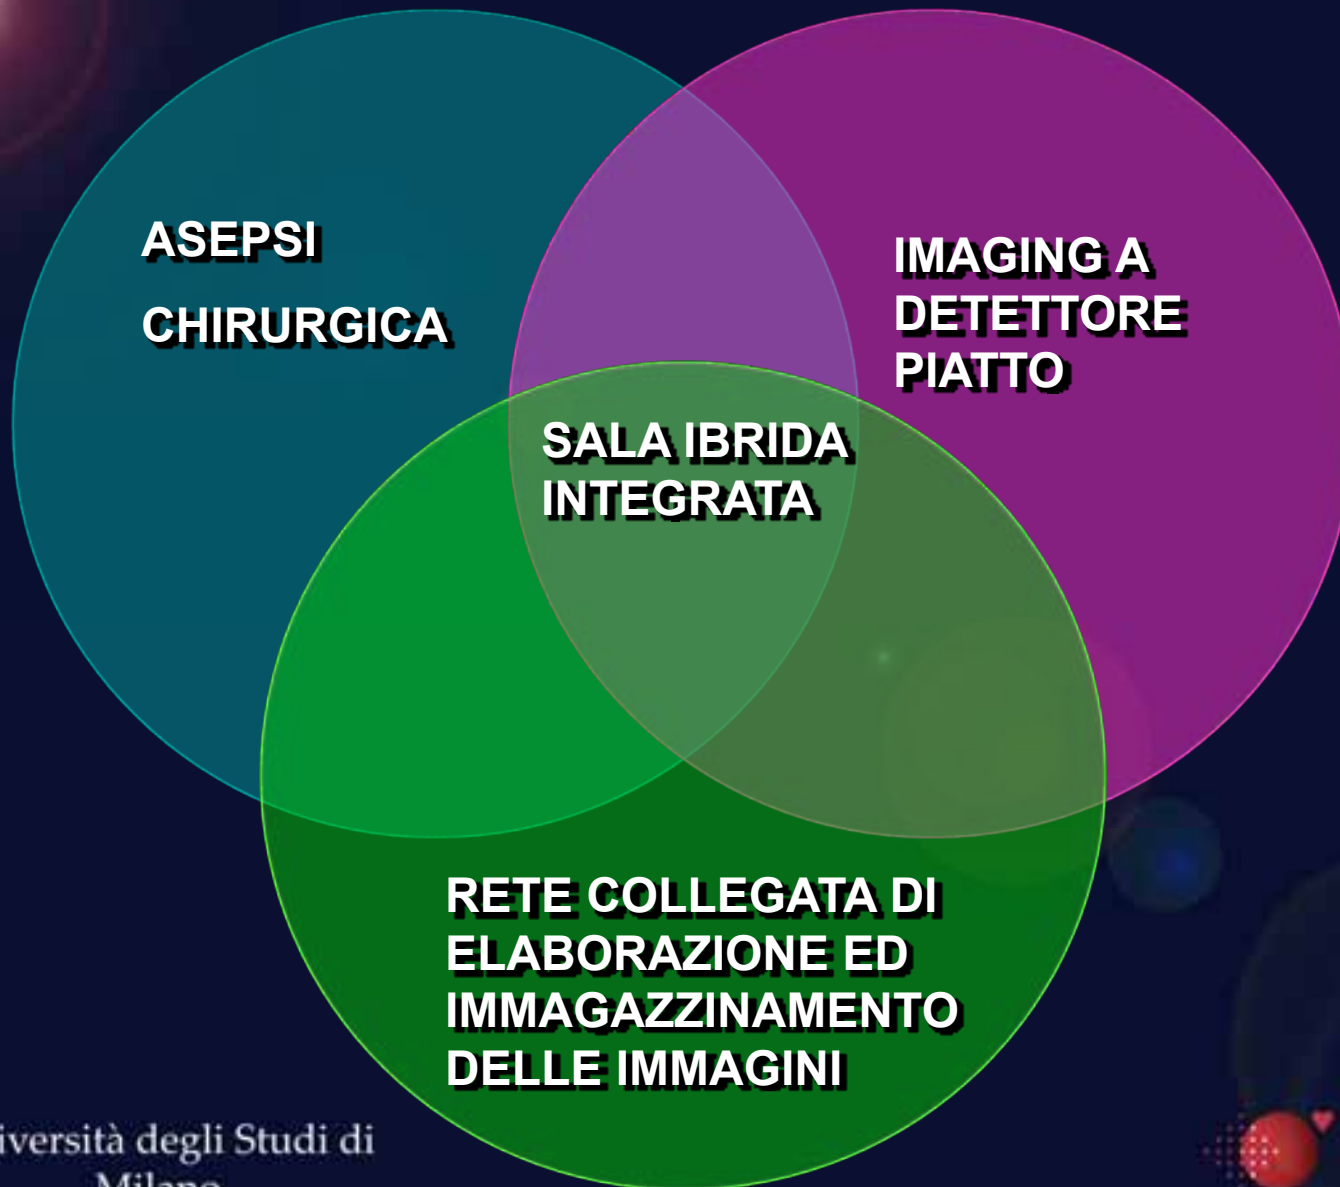 ASEPSI
CHIRURGICA
IMAGING A
DETETTORE
PIATTO
SALA IBRIDA
INTEGRATA
RETE COLLEGATA DI
ELABORAZIONE ED
IMMAGAZZINAMENTO
DELLE IMMAGINI
iversità degli Studi di
Milano